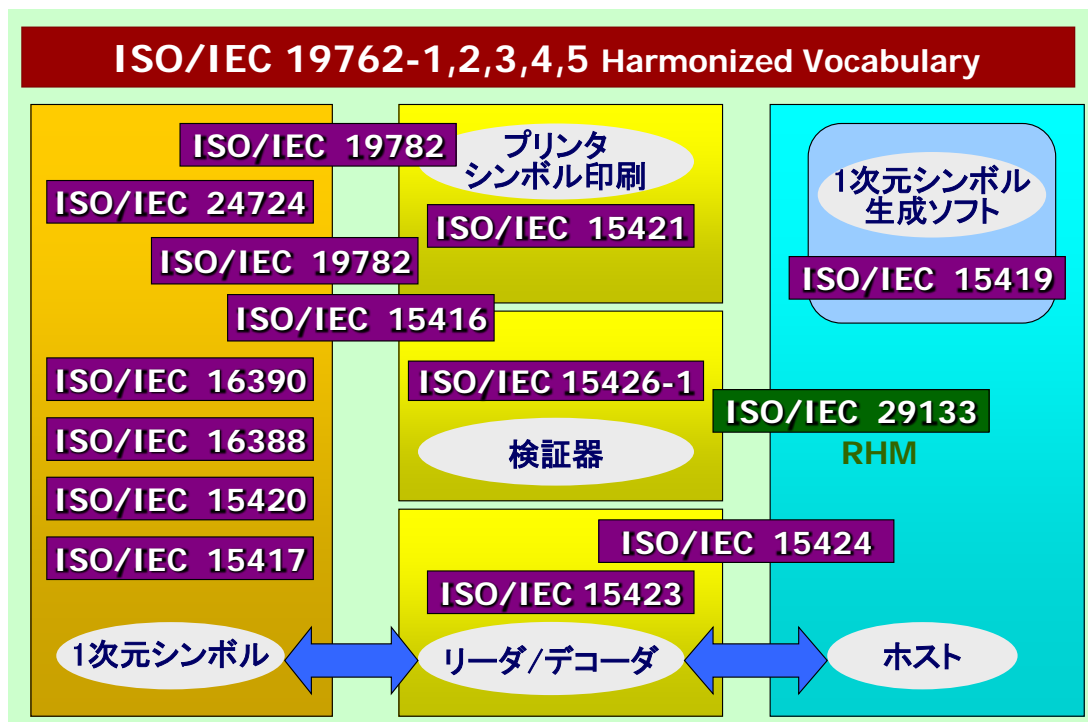 ISO/IEC 19762-1,2,3,4,5 Harmonized Vocabulary
ISO/IEC 19782
ISO/IEC 24724
ISO/IEC 19782
ISO/IEC 15416
ISO/IEC 16390
ISO/IEC 16388
ISO/IEC 15420
ISO/IEC 15417
1次元シンボル
プリンタ
シンボル印刷
ISO/IEC 15421
ISO/IEC 15426-1
検証器
ISO/IEC 15424
ISO/IEC 15423
リーダ/デコーダ
1次元シンボル
生成ソフト
ISO/IEC 15419
ISO/IEC 29133
RHM
ホスト